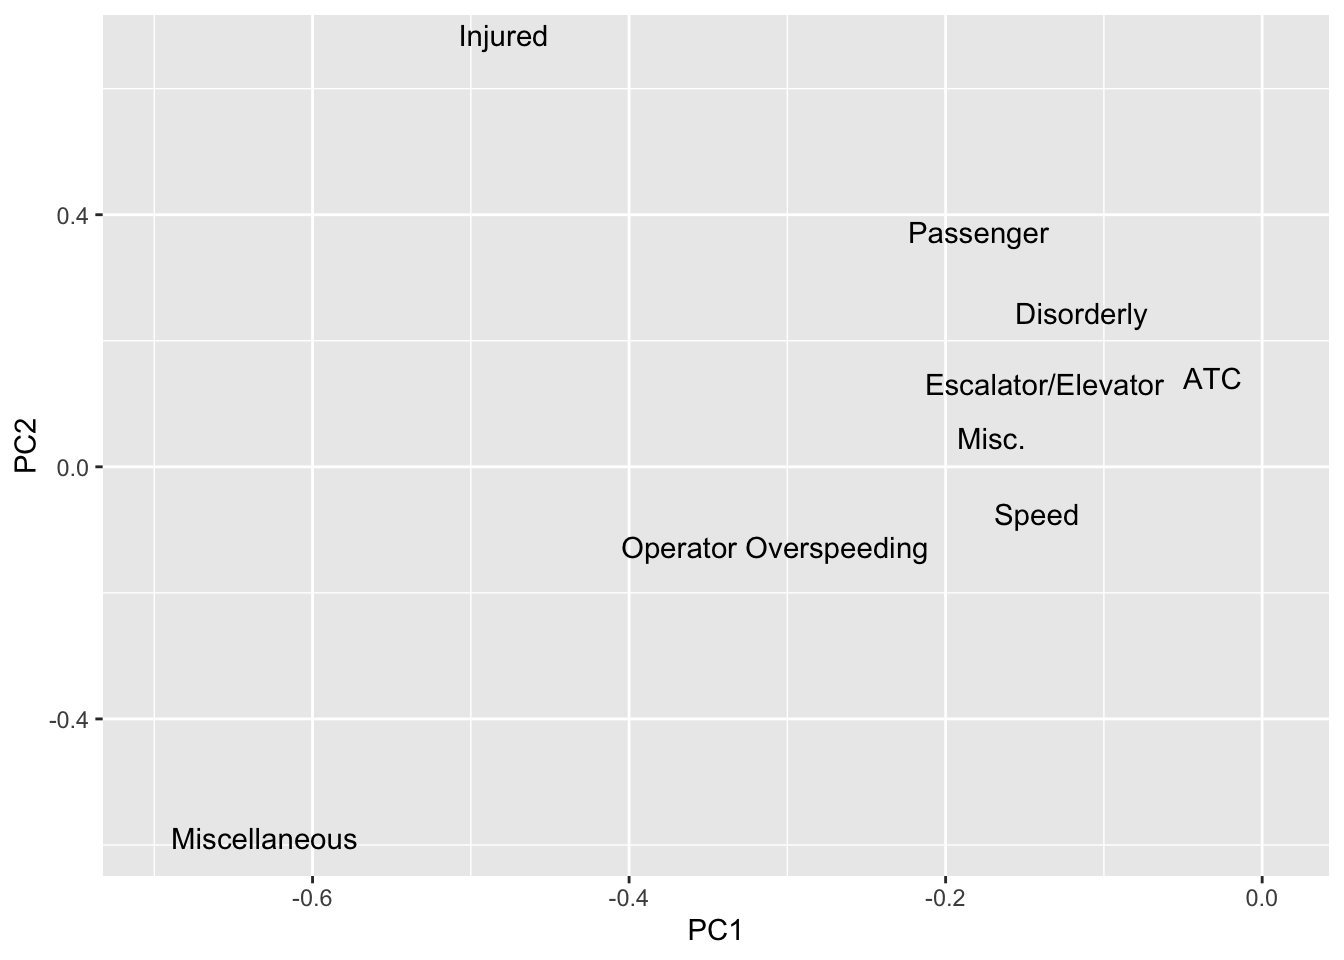 Injured
0.4
Passenger
Disorderly
Escalator/Elevator
ATC
Misc.
PC2
0.0
Speed
Operator Overspeeding
-0.4
Miscellaneous
-0.6
-0.4
-0.2
0.0
PC1